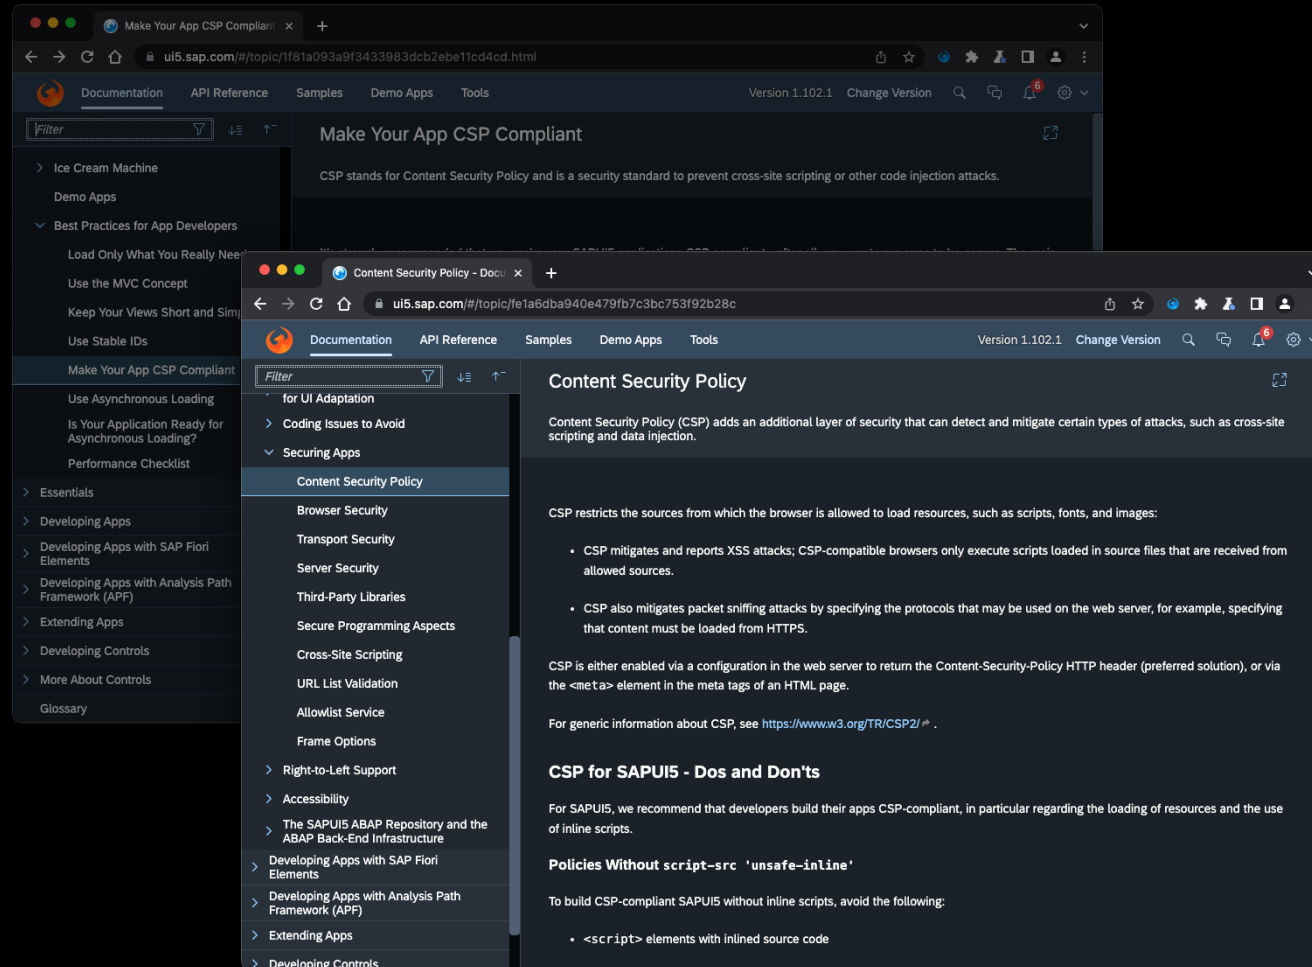 Make Your App CSP Compliant
ui5.sap.com/#/topic/1f81a093a9f3433983dcb2ebe11cd4cd.html
Documentation API Reference Samples Demo Apps Tools Version 1.102.1 Change Version 6
Filter
Make Your App CSP Compliant
CSP stands for Content Security Policy and is a security standard to prevent cross-site scripting or other code injection attacks.
Ice Cream Machine
Demo Apps
Best Practices for App Developers
Load Only What You Really Need
Use the MVC Concept
Keep Your Views Short and
Use Stable IDs
Make Your App CSP Compliant
Use Asynchronous Loading
Is Your Application Ready for
Asynchronous Loading?
Performance Checklist
Essentials
Developing Apps
Developing Apps with SAP Fiori
Elements
Developing Apps with Analysis Path
Framework (APF)
Extending Apps
Developing Controls
More About Controls
Glossary
Content Security Policy - Docu
ui5.sap.com/#/topic/fe1a6dba940e479fb7c3bc753f92b28c
Documentation API Reference Samples Demo Apps Tools Version 1.102.1 Change Version 6
Filter
for UI Adaptation
Coding Issues to Avoid
Securing Apps
Content Security Policy
Browser Security
Transport Security
Server Security
Third-Party Libraries
Secure Programming Aspects
Cross-Site Scripting
URL List Validation
Allowlist Service
Frame Options
Right-to-Left Support
Accessibility
The SAPUI5 ABAP Repository and the
ABAP Back-End Infrastructure
Developing Apps with SAP Fiori
Elements
Developing Apps with Analysis Path
Framework (APF)
Extending Apps
Developing Controls
Content Security Policy
Content Security Policy (CSP) adds an additional layer of security that can detect and mitigate certain types of attacks, such as cross-site
scripting and data injection.
CSP restricts the sources from which the browser is allowed to load resources, such as scripts, fonts, and images:
• CSP mitigates and reports XSS attacks; CSP-compatible browsers only execute scripts loaded in source files that are received from
allowed sources.
• CSP also mitigates packet sniffing attacks by specifying the protocols that may be used on the web server, for example, specifying
that content must be loaded from HTTPS.
CSP is either enabled via a configuration in the web server to return the Content-Security-Policy HTTP header (preferred solution), or via
the <meta> element in the meta tags of an HTML page.
For generic information about CSP, see https://www.w3.org/TR/CSP2/ .
CSP for SAPUI5 - Dos and Don'ts
For SAPUI5, we recommend that developers build their apps CSP-compliant, in particular regarding the loading of resources and the use
of inline scripts.
Policies Without script-src 'unsafe-inline'
To build CSP-compliant SAPUI5 without inline scripts, avoid the following:
• <script> elements with inlined source code